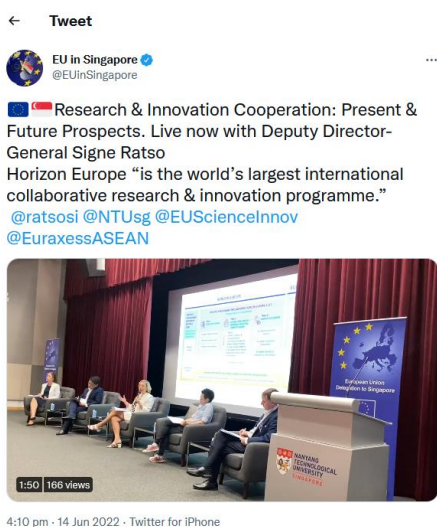 Tweet
EU in Singapore
@EUinSingapore
Research & Innovation Cooperation: Present &
Future Prospects. Live now with Deputy Director-
General Signe Ratso
Horizon Europe “is the world’s largest international
collaborative research & innovation programme.”
@ratsosi @NTUsg @EUScienceInnov
@EuraxessASEAN
European Union
Delegation to Singapore
NANYANG
TECHNOLOGICAL
UNIVERSITY
SINGAPORE
1:50 166 views
4:10 pm · 14 Jun 2022 · Twitter for iPhone